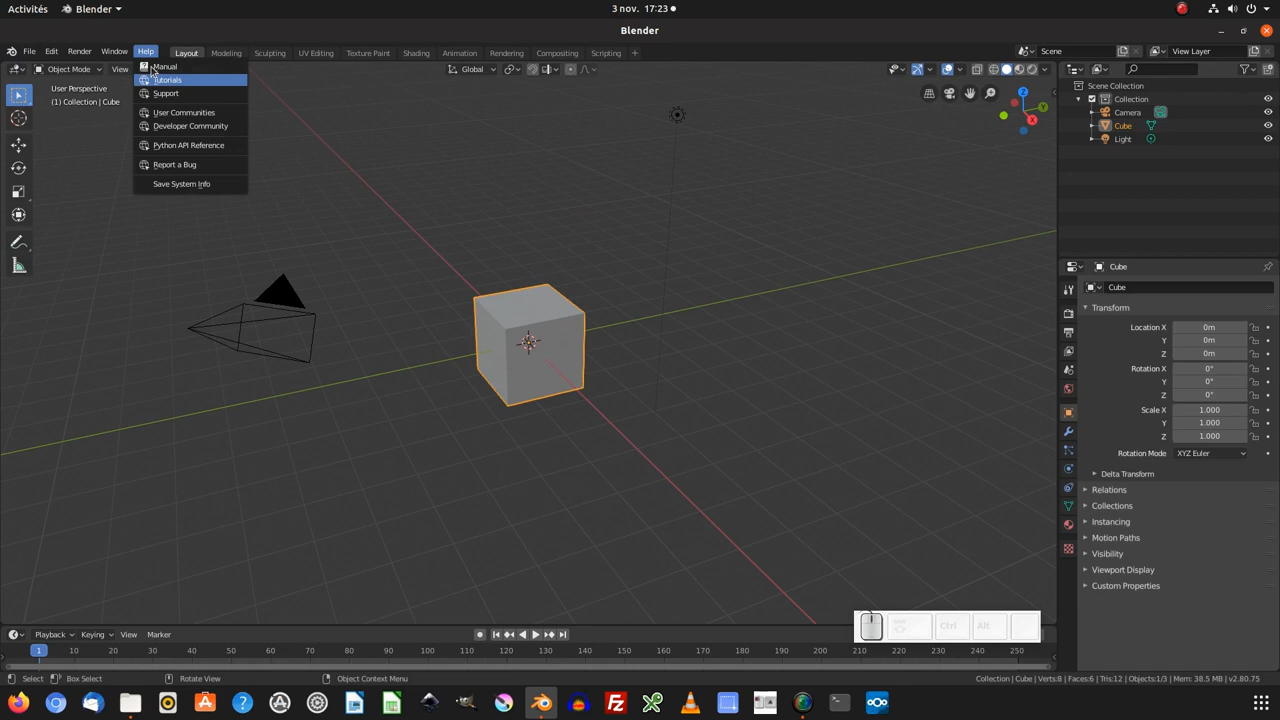 Activités Blender 3 nov. 17:23
Blender
File Edit Render Window Help Layout Modeling Sculpting UV Editing Texture Paint Shading Animation Rendering Compositing Scripting + Scene View Layer
Object Mode View Global
Manual
Tutorials
Support
User Communities
Developer Community
Python API Reference
Report a Bug
Save System Info
User Perspective
(1) Collection | Cube
Z
Y
X
Scene Collection
Collection
Camera
Cube
Light
Cube
Cube
Transform
Location X 0m
Y 0m
Z 0m
Rotation X 0°
Y 0°
Z 0°
Scale X 1.000
Y 1.000
Z 1.000
Rotation Mode XYZ Euler
Delta Transform
Relations
Collections
Instancing
Motion Paths
Visibility
Viewport Display
Custom Properties
Ctrl Alt
Playback Keying View Marker
1 10 20 30 40 50 60 70 80 90 100 110 120 130 140 150 160 170 180 190 200 210 220 230 240 250
Select Box Select Rotate View Object Context Menu Collection | Cube | Verts:8 | Faces:6 | Tris:12 | Objects:1/3 | Mem: 38.5 MB | v2.80.75